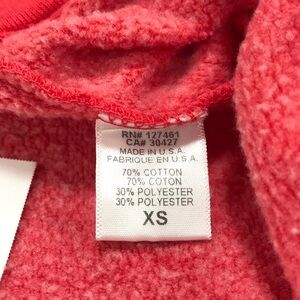 RN# 127461
CA# 30427
MADE IN U.S.A.
FABRIQUE EN U.S.A.
70% COTTON
70% COTON
30% POLYESTER
30% POLYESTER
XS